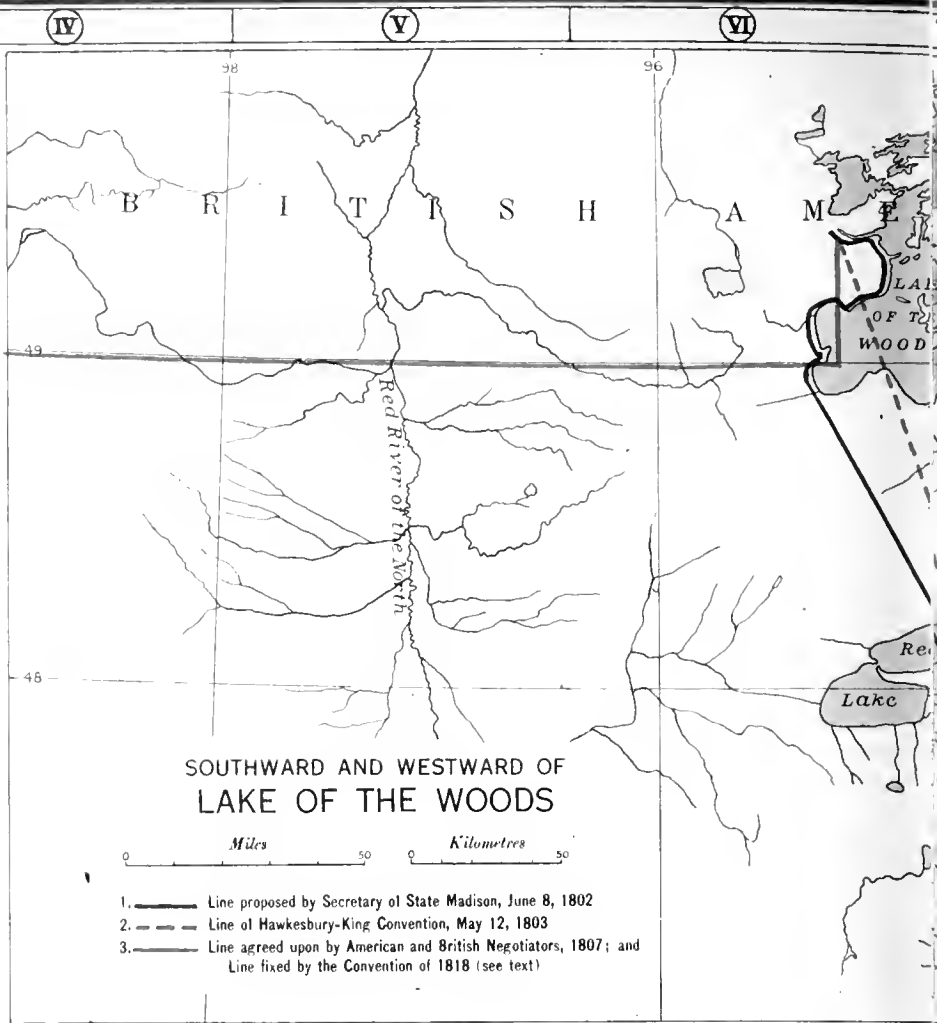 IV V VI
98 96
BRITISH AME
LA
OF T
WOOD
49
Red River of the North
Re
48
Lake
SOUTHWARD AND WESTWARD OF
LAKE OF THE WOODS
Miles Kilometres
0 50 0 50
1. Line proposed by Secretary of State Madison, June 8, 1802
2. Line of Hawkesbury-King Convention, May 12, 1803
3. Line agreed upon by American and British Negotiators, 1807; and
Line fixed by the Convention of 1818 (see text)